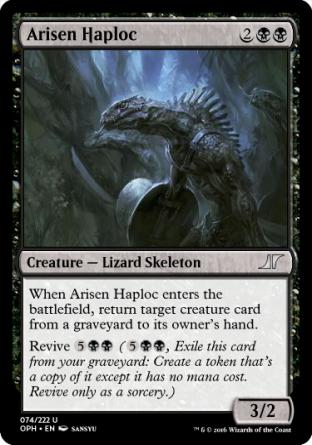 Arisen Haploc 2
Creature — Lizard Skeleton
When Arisen Haploc enters the
battlefield, return target creature card
from a graveyard to its owner's hand.
Revive 5 ( 5 , Exile this card
from your graveyard: Create a token that's
a copy of it except it has no mana cost.
Revive only as a sorcery.)
3/2
074/222 U
OPH • EN SANSYU
™ & © 2016 Wizards of the Coast